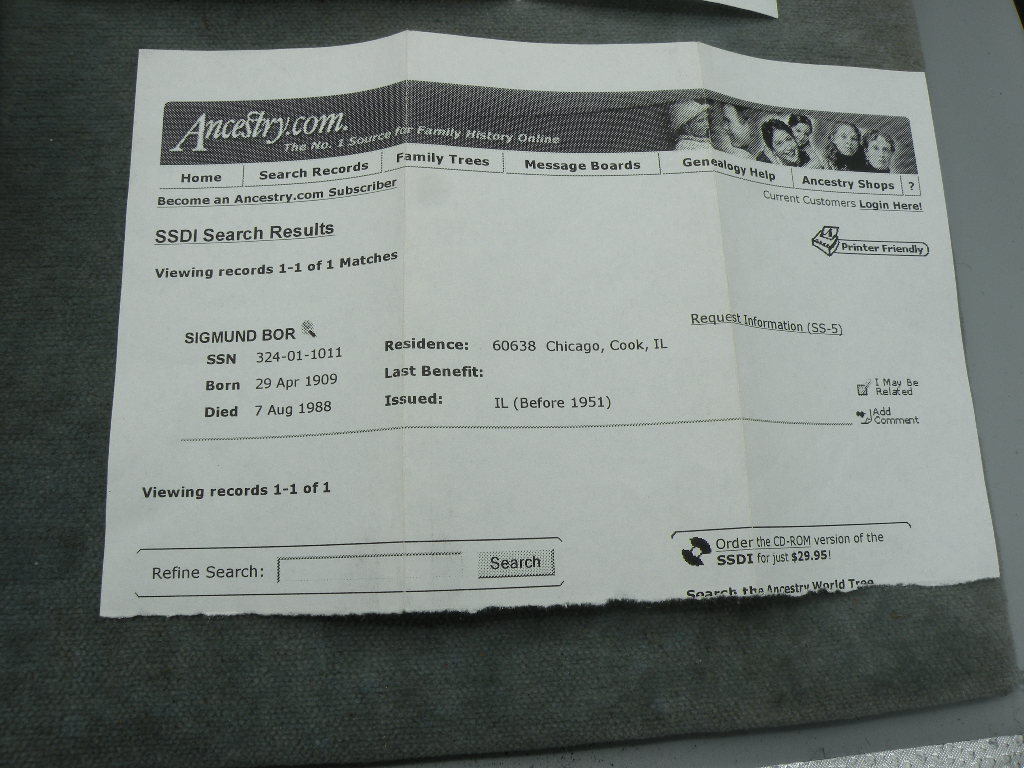 Ancestry.com.
The No. 1 Source for Family History Online
Home Search Records Family Trees Message Boards Genealogy Help Ancestry Shops ?
Become an Ancestry.com Subscriber
Current Customers Login Here!
SSDI Search Results
Printer Friendly
Viewing records 1-1 of 1 Matches
Request Information (SS-5)
SIGMUND BOR
SSN 324-01-1011
Born 29 Apr 1909
Died 7 Aug 1988
Residence: 60638 Chicago, Cook, IL
Last Benefit:
Issued: IL (Before 1951)
I May Be
Related
Add
Comment
Viewing records 1-1 of 1
Refine Search: Search
Order the CD-ROM version of the
SSDI for just $29.95!
Search the Ancestry World Tree